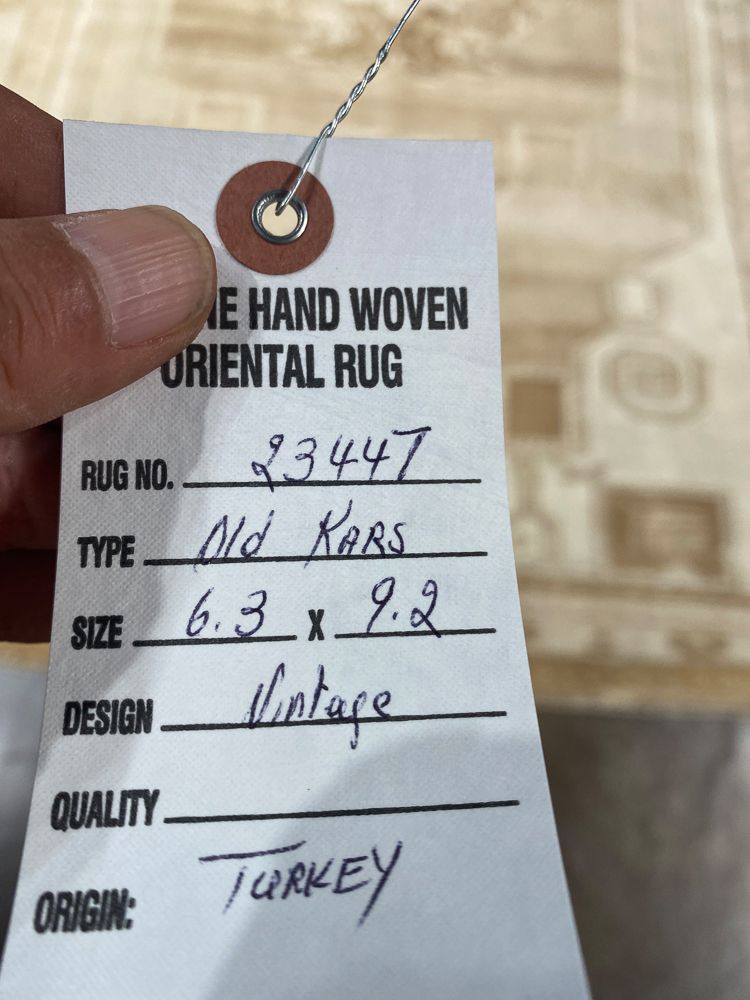 NE HAND WOVEN
ORIENTAL RUG
RUG NO. 23447
TYPE Old KARS
SIZE 6.3 X 9.2
DESIGN Vintage
QUALITY
ORIGIN: TURKEY